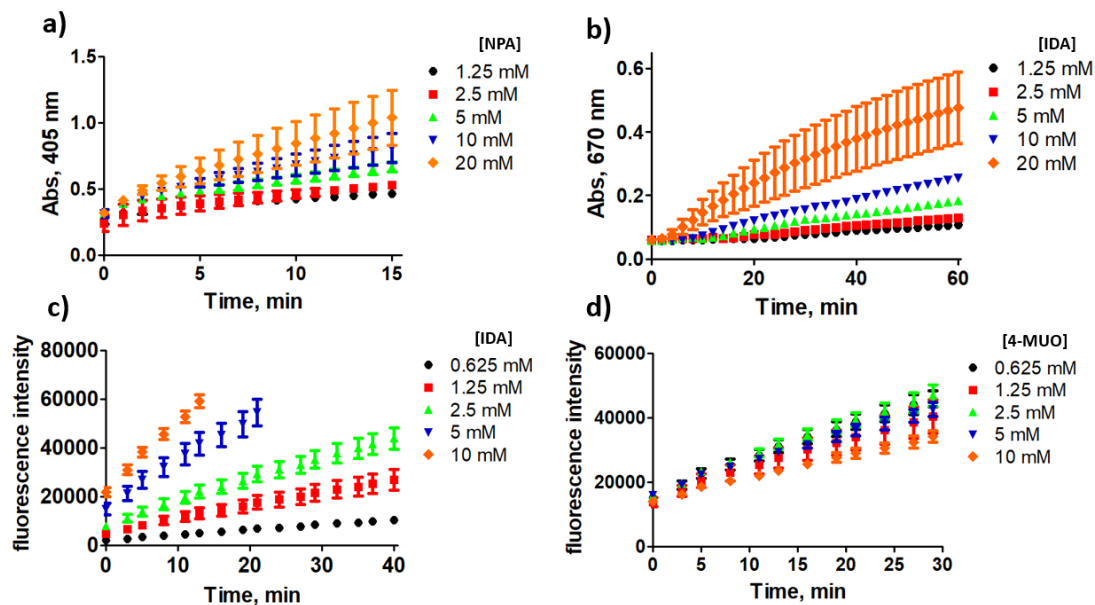 a)
[NPA]
1.25 mM
2.5 mM
5 mM
10 mM
20 mM
Abs, 405 nm
1.5
1.0
0.5
0.0
0 5 10 15
Time, min
b)
[IDA]
1.25 mM
2.5 mM
5 mM
10 mM
20 mM
Abs, 670 nm
0.6
0.4
0.2
0.0
0 20 40 60
Time, min
c)
[IDA]
0.625 mM
1.25 mM
2.5 mM
5 mM
10 mM
fluorescence intensity
80000
60000
40000
20000
0
0 10 20 30 40
Time, min
d)
[4-MUO]
0.625 mM
1.25 mM
2.5 mM
5 mM
10 mM
fluorescence intensity
60000
40000
20000
0
0 5 10 15 20 25 30
Time, min